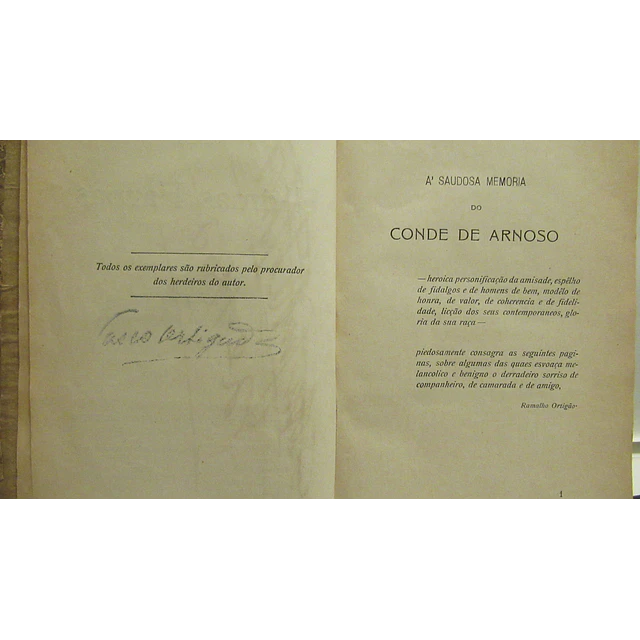 Todos os exemplares são rubricados pelo procurador
dos herdeiros do autor.
Vasco Ortigão
A' SAUDOSA MEMORIA
DO
CONDE DE ARNOSO
— heroica personificação da amisade, espêlho
de fidalgos e de homens de bem, modêlo de
honra, de valor, de coherencia e de fideli-
dade, licção dos seus contemporaneos, glo-
ria da sua raça —
piedosamente consagra as seguintes pagi-
nas, sobre algumas das quaes esvoaça me-
lancolico e benigno o derradeiro sorriso de
companheiro, de camarada e de amigo,
Ramalho Ortigão·
1